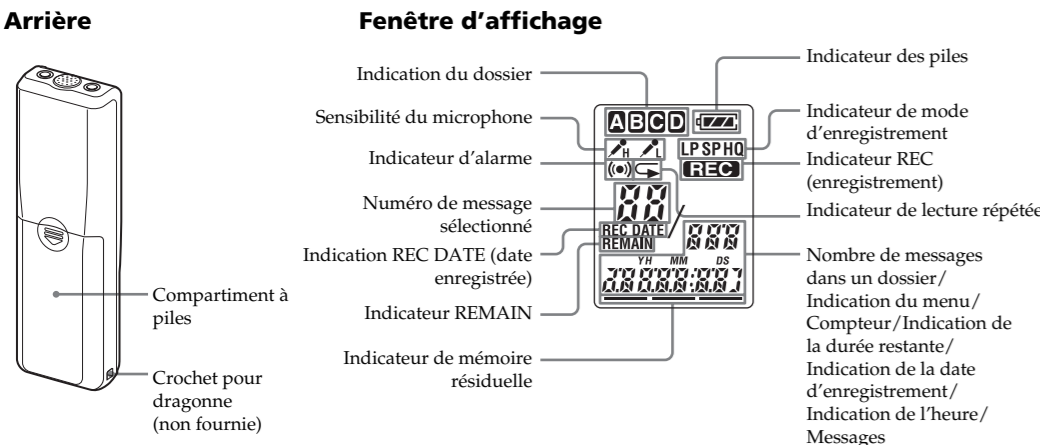 Arrière
Compartiment à
piles
Crochet pour
dragonne
(non fournie)
Fenêtre d'affichage
Indication du dossier
Sensibilité du microphone
Indicateur d'alarme
Numéro de message
sélectionné
Indication REC DATE (date
enregistrée)
Indicateur REMAIN
Indicateur de mémoire
résiduelle
ABCD
H L
LP SP HQ
REC
88
REC DATE
REMAIN
YH MM DS
Indicateur des piles
Indicateur de mode
d'enregistrement
Indicateur REC
(enregistrement)
Indicateur de lecture répétée
Nombre de messages
dans un dossier/
Indication du menu/
Compteur/Indication de
la durée restante/
Indication de la date
d'enregistrement/
Indication de l'heure/
Messages